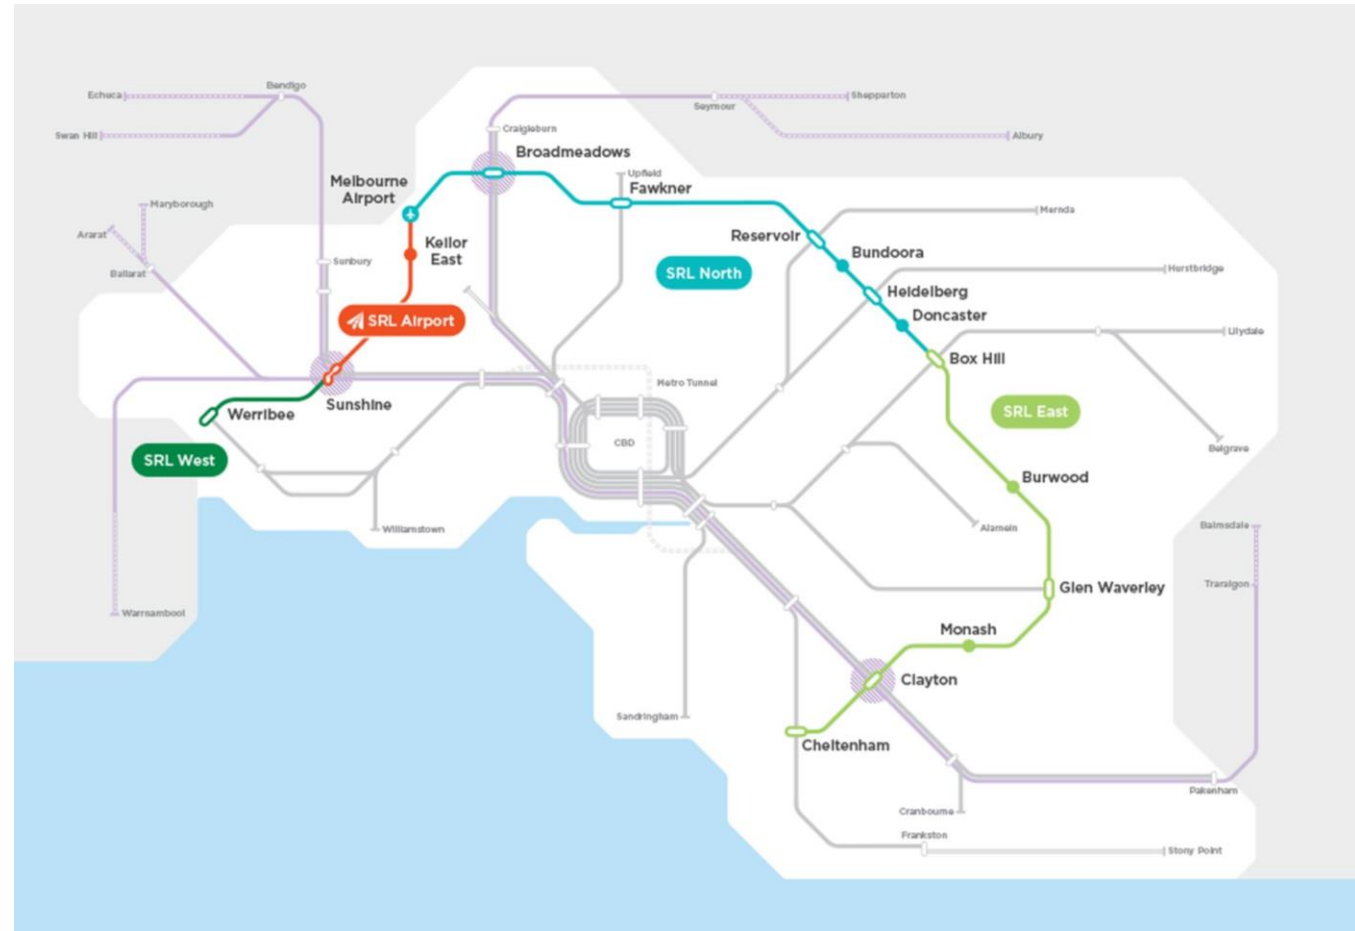 Echuca
Bendigo
Swan Hill
Seymour
Shepparton
Albury
Craigieburn
Broadmeadows
Upfield
Fawkner
Melbourne
Airport
Maryborough
Ararat
Ballarat
Sunbury
Keilor
East
SRL North
Reservoir
Mernda
Bundoora
Hurstbridge
Heidelberg
Doncaster
SRL Airport
Lilydale
Box Hill
Sunshine
Metro Tunnel
Werribee
SRL East
CBD
Belgrave
SRL West
Burwood
Williamstown
Alamein
Bairnsdale
Traralgon
Glen Waverley
Warrnambool
Monash
Clayton
Sandringham
Cheltenham
Pakenham
Cranbourne
Frankston
Stony Point